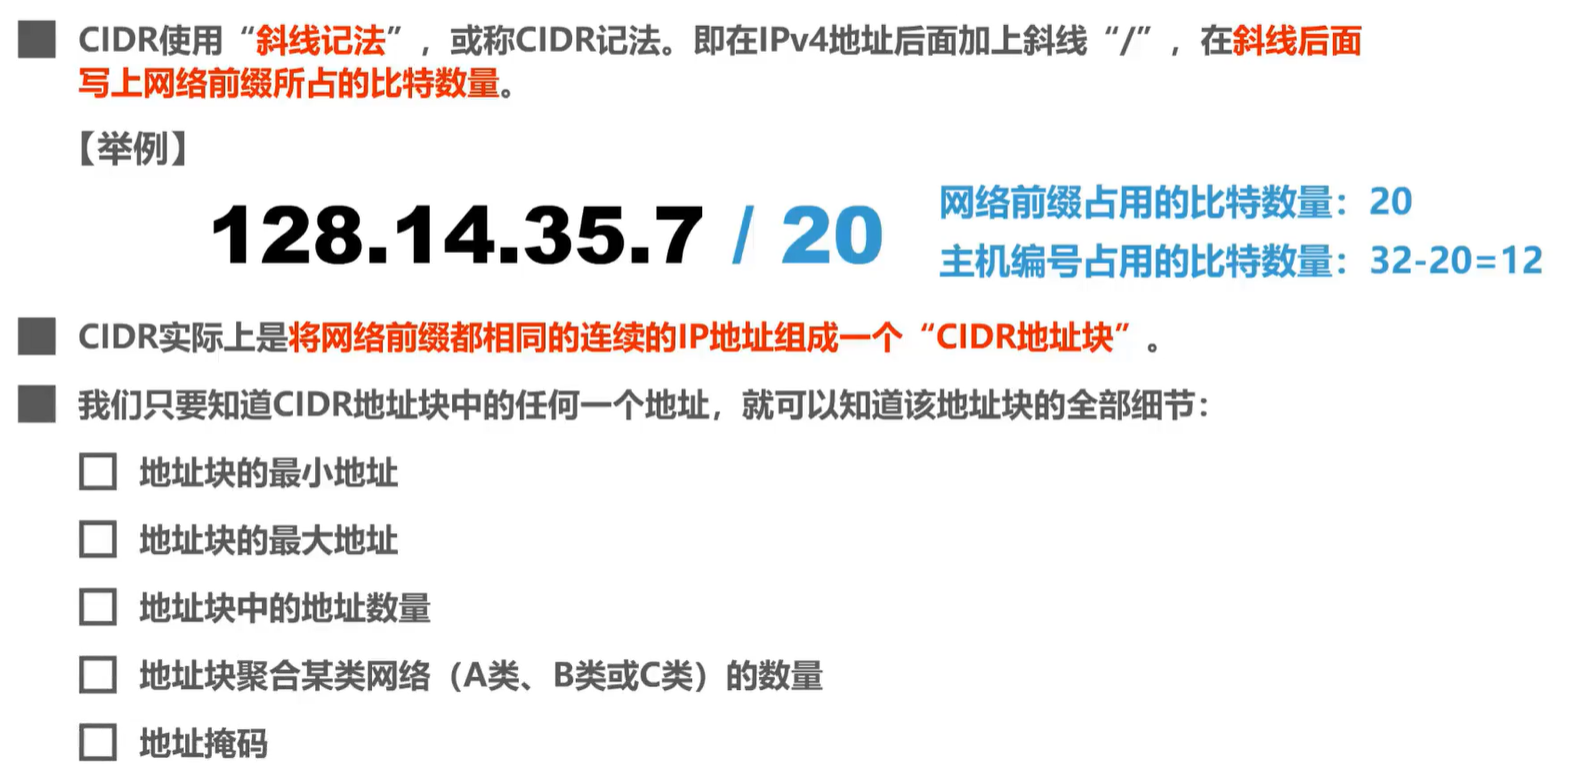 CIDR使用“斜线记法”，或称CIDR记法。即在IPv4地址后面加上斜线“/”，在斜线后面
写上网络前缀所占的比特数量。
【举例】
128.14.35.7 / 20
网络前缀占用的比特数量：20
主机编号占用的比特数量：32-20=12
CIDR实际上是将网络前缀都相同的连续的IP地址组成一个“CIDR地址块”。
我们只要知道CIDR地址块中的任何一个地址，就可以知道该地址块的全部细节：
地址块的最小地址
地址块的最大地址
地址块中的地址数量
地址块聚合某类网络（A类、B类或C类）的数量
地址掩码